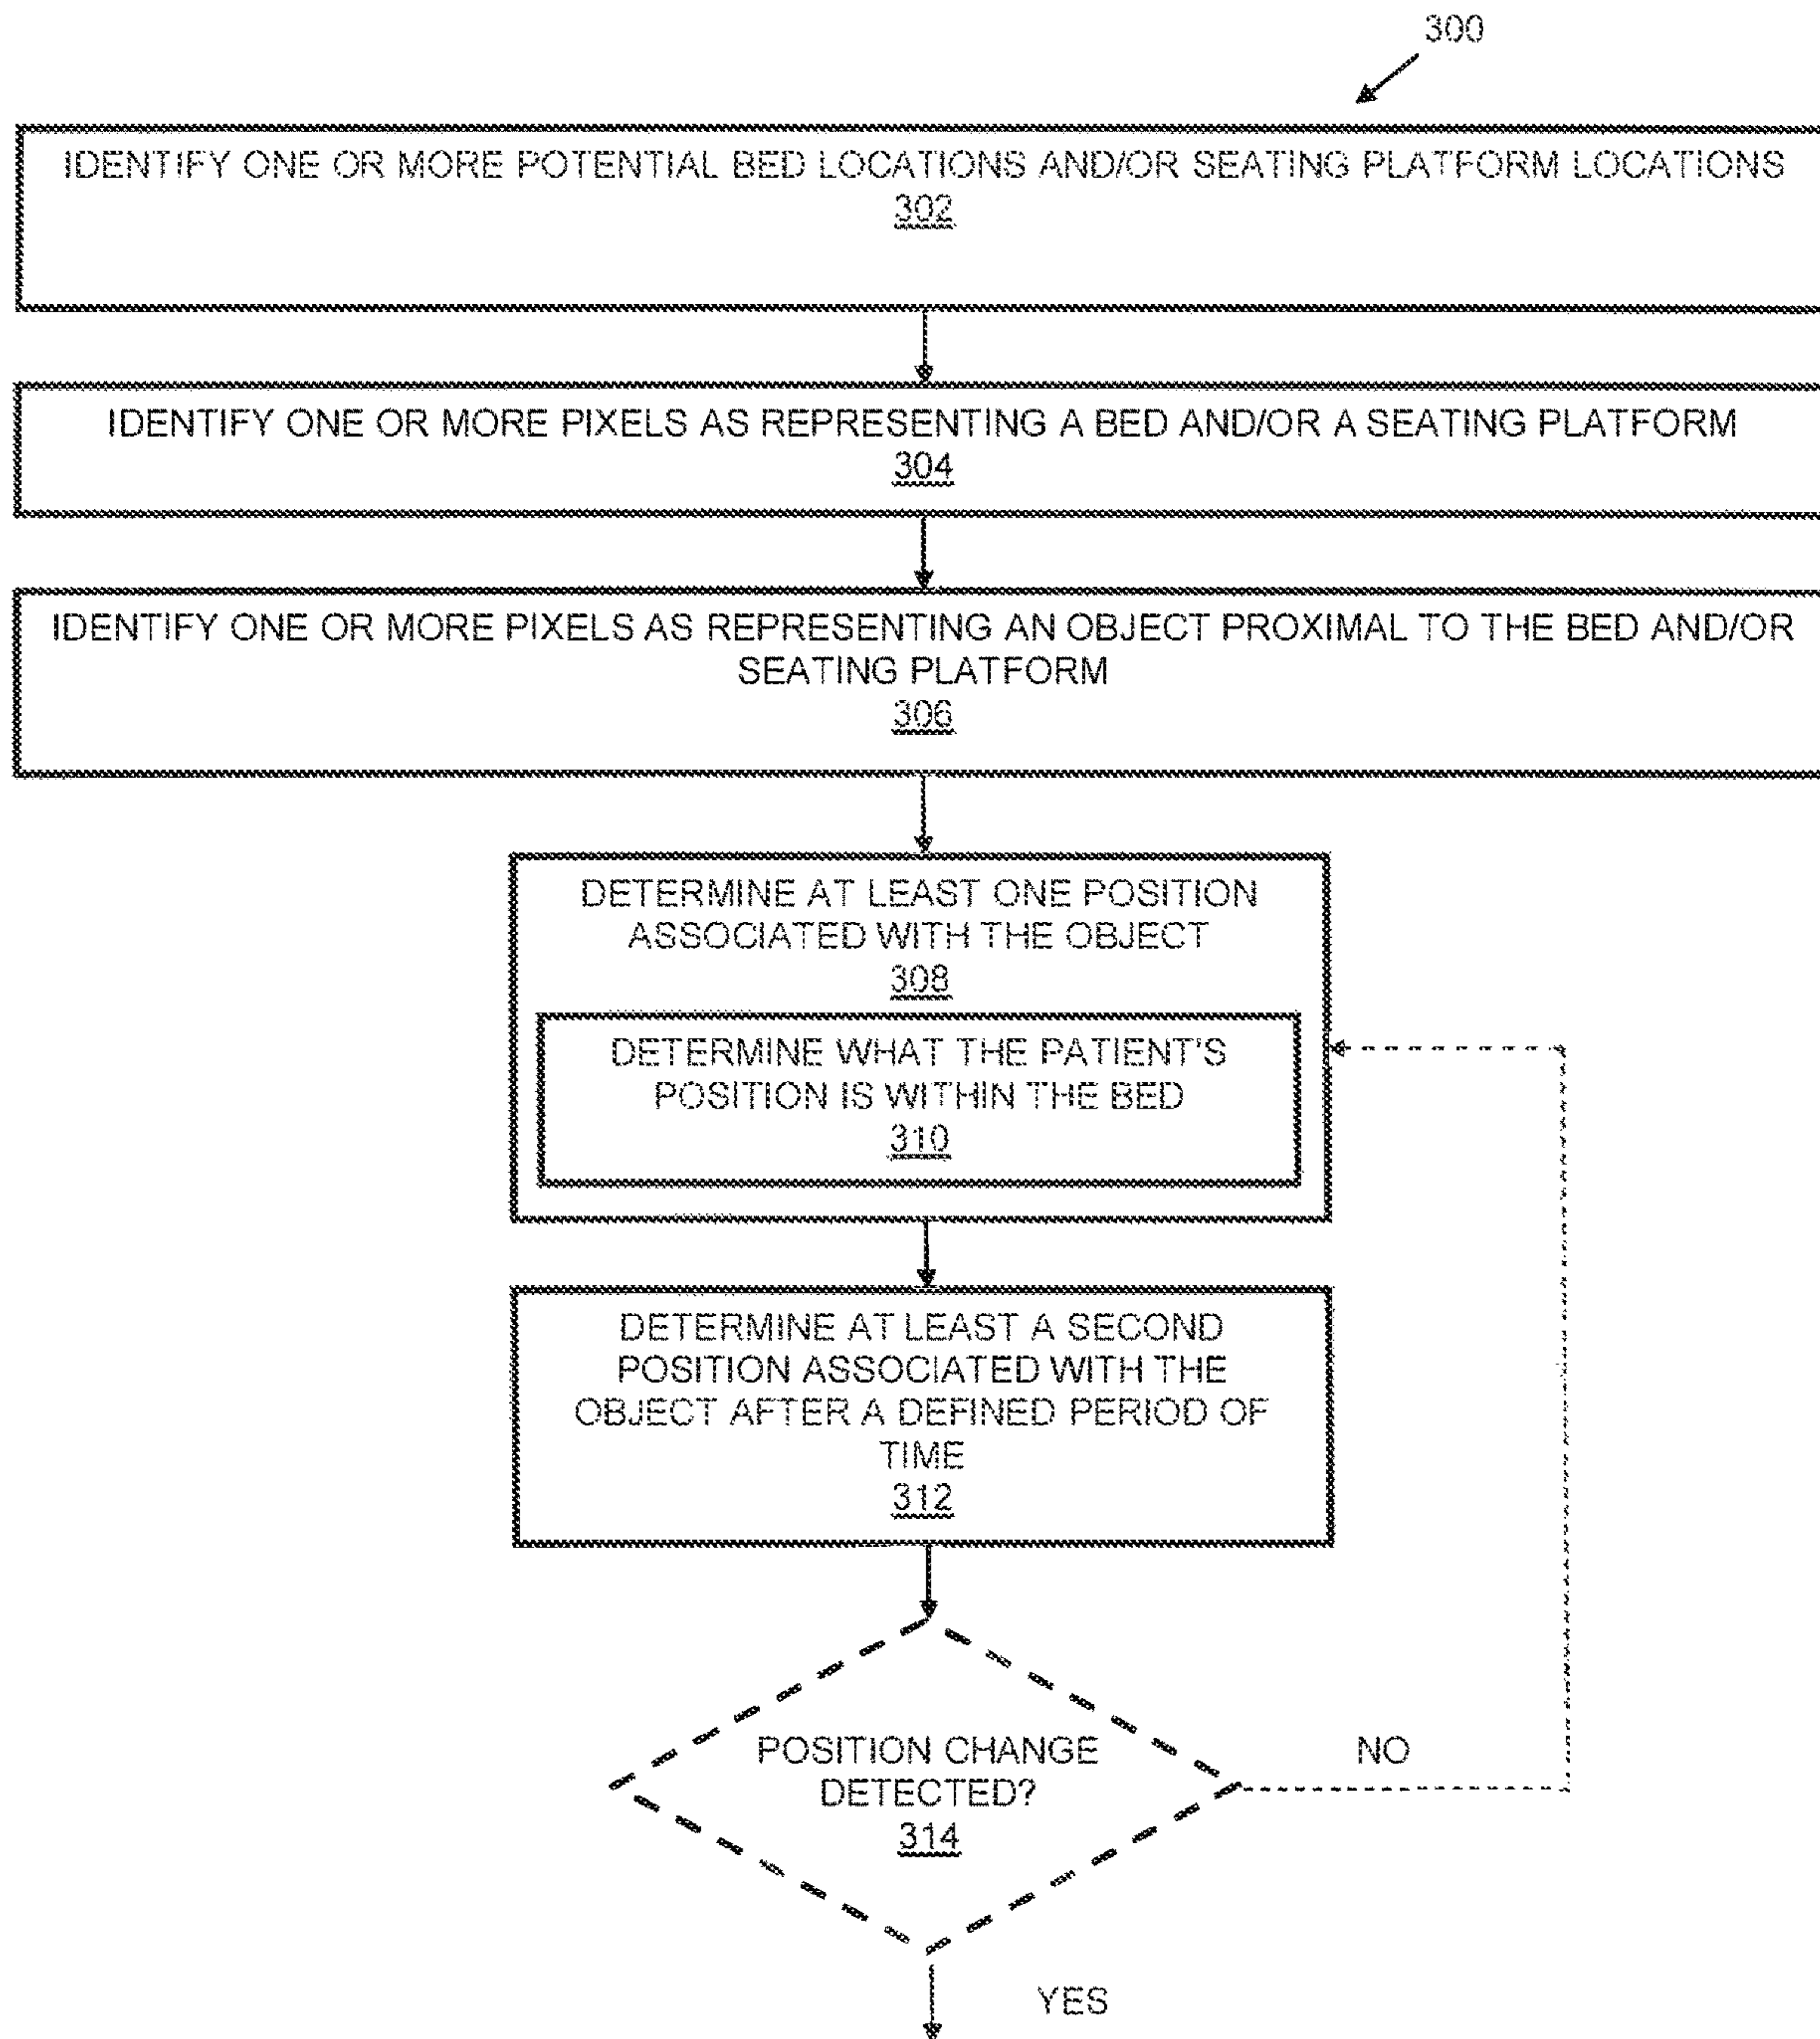 300
IDENTIFY ONE OR MORE POTENTIAL BED LOCATIONS AND/OR SEATING PLATFORM LOCATIONS
302
IDENTIFY ONE OR MORE PIXELS AS REPRESENTING A BED AND/OR A SEATING PLATFORM
304
IDENTIFY ONE OR MORE PIXELS AS REPRESENTING AN OBJECT PROXIMAL TO THE BED AND/OR
SEATING PLATFORM
306
DETERMINE AT LEAST ONE POSITION
ASSOCIATED WITH THE OBJECT
308
DETERMINE WHAT THE PATIENT'S
POSITION IS WITHIN THE BED
310
DETERMINE AT LEAST A SECOND
POSITION ASSOCIATED WITH THE
OBJECT AFTER A DEFINED PERIOD OF
TIME
312
POSITION CHANGE
DETECTED?
314
NO
YES